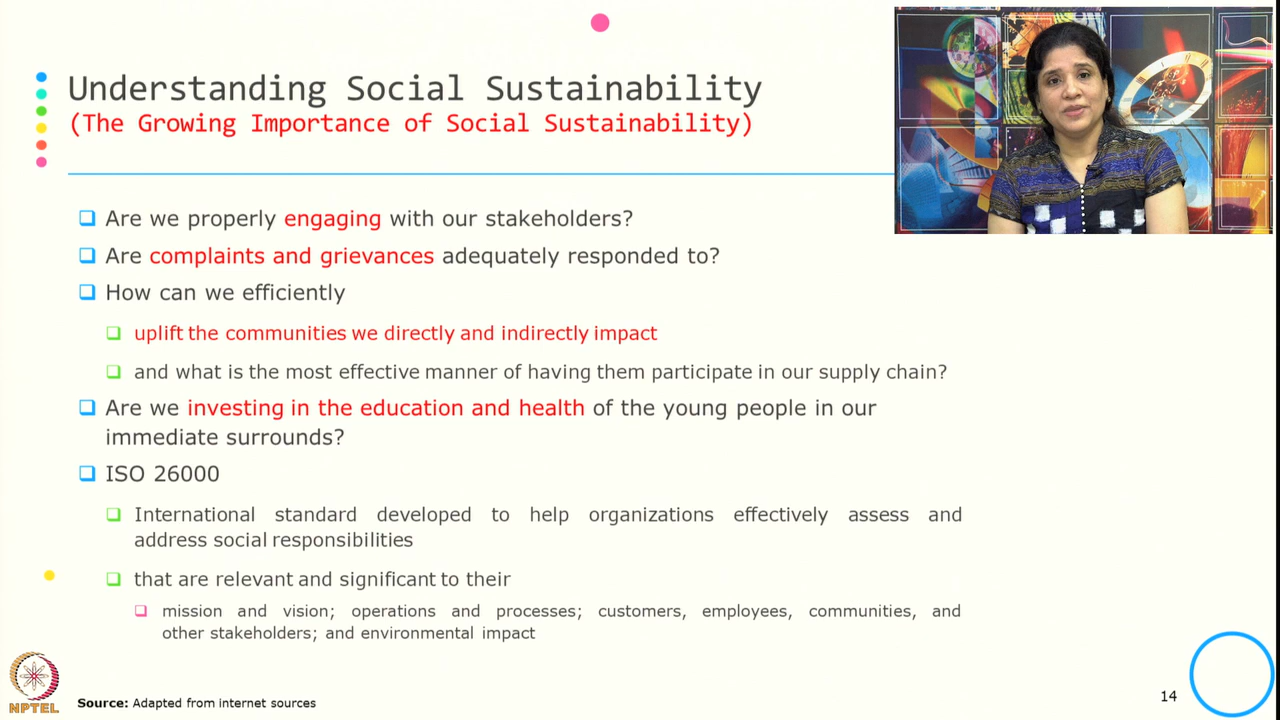 Understanding Social Sustainability
(The Growing Importance of Social Sustainability)
Are we properly engaging with our stakeholders?
Are complaints and grievances adequately responded to?
How can we efficiently
uplift the communities we directly and indirectly impact
and what is the most effective manner of having them participate in our supply chain?
Are we investing in the education and health of the young people in our
immediate surrounds?
ISO 26000
International standard developed to help organizations effectively assess and
address social responsibilities
that are relevant and significant to their
mission and vision; operations and processes; customers, employees, communities, and
other stakeholders; and environmental impact
NPTEL
Source: Adapted from internet sources
14